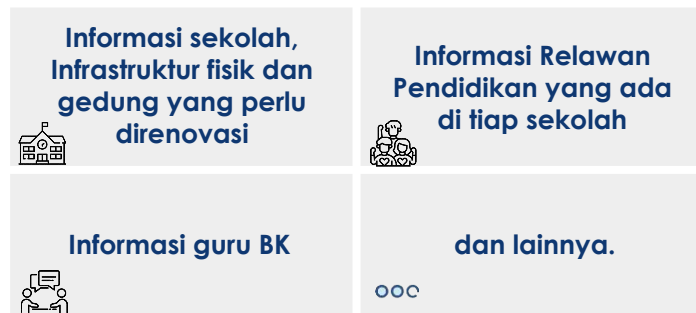 Informasi sekolah,
Infrastruktur fisik dan
gedung yang perlu
direnovasi
Informasi Relawan
Pendidikan yang ada
di tiap sekolah
Informasi guru BK
dan lainnya.